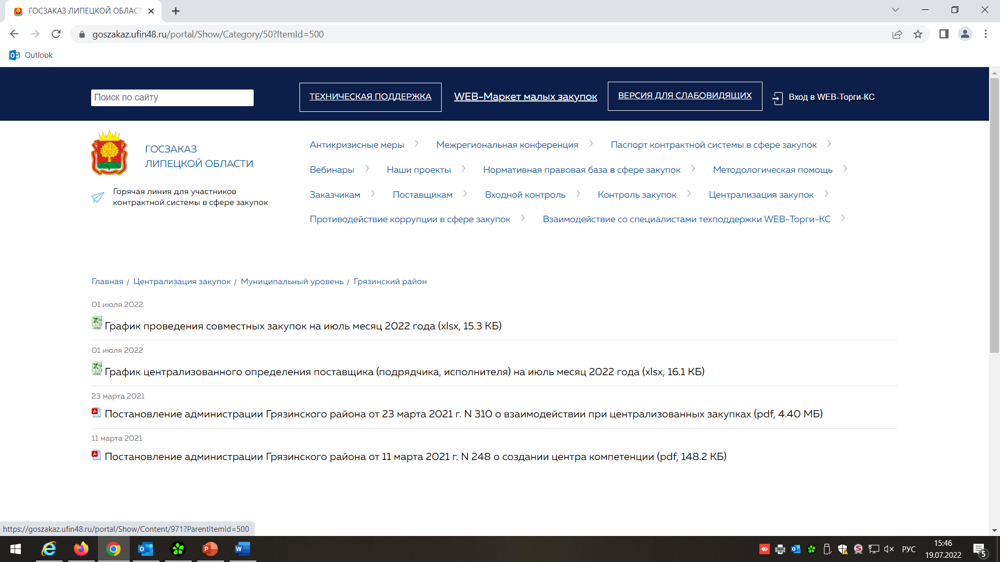 ГОСЗАКАЗ ЛИПЕЦКОЙ ОБЛАСТ
goszakaz.ufin48.ru/portal/Show/Category/50?ItemId=500
Outlook
Поиск по сайту
ТЕХНИЧЕСКАЯ ПОДДЕРЖКА
WEB-Маркет малых закупок
ВЕРСИЯ ДЛЯ СЛАБОВИДЯЩИХ
Вход в WEB-Торги-КС
ГОСЗАКАЗ
ЛИПЕЦКОЙ ОБЛАСТИ
Горячая линия для участников
контрактной системы в сфере закупок
Антикризисные меры Межрегиональная конференция Паспорт контрактной системы в сфере закупок
Вебинары Наши проекты Нормативная правовая база в сфере закупок Методологическая помощь
Заказчикам Поставщикам Входной контроль Контроль закупок Централизация закупок
Противодействие коррупции в сфере закупок Взаимодействие со специалистами техподдержки WEB-Торги-КС
Главная / Централизация закупок / Муниципальный уровень / Грязинский район
01 июля 2022
График проведения совместных закупок на июль месяц 2022 года (xlsx, 15.3 КБ)
01 июля 2022
График централизованного определения поставщика (подрядчика, исполнителя) на июль месяц 2022 года (xlsx, 16.1 КБ)
23 марта 2021
Постановление администрации Грязинского района от 23 марта 2021 г. N 310 о взаимодействии при централизованных закупках (pdf, 4.40 МБ)
11 марта 2021
Постановление администрации Грязинского района от 11 марта 2021 г. N 248 о создании центра компетенции (pdf, 148.2 КБ)
https://goszakaz.ufin48.ru/portal/Show/Content/971?ParentItemId=500
РУС
15:46
19.07.2022
5